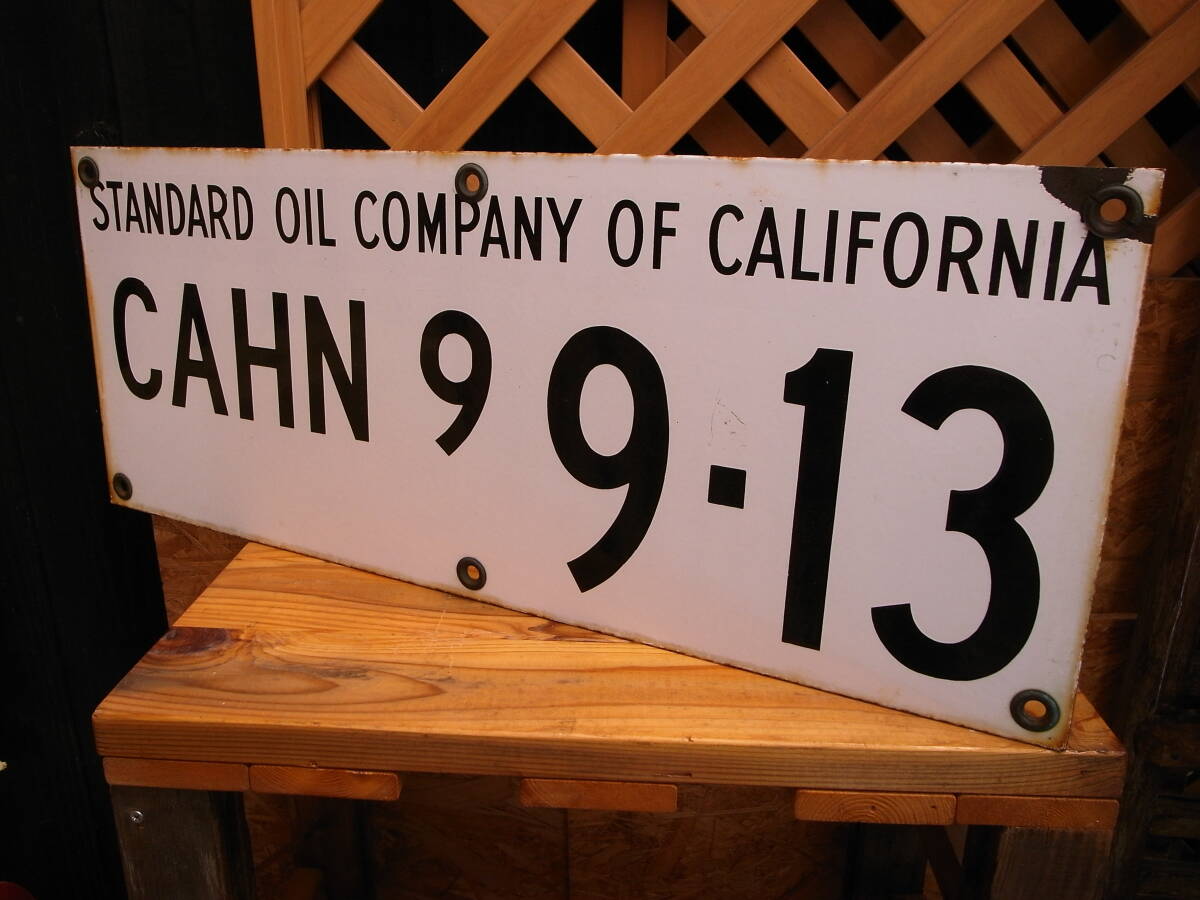 STANDARD OIL COMPANY OF CALIFORNIA
CAHN 9 9-13